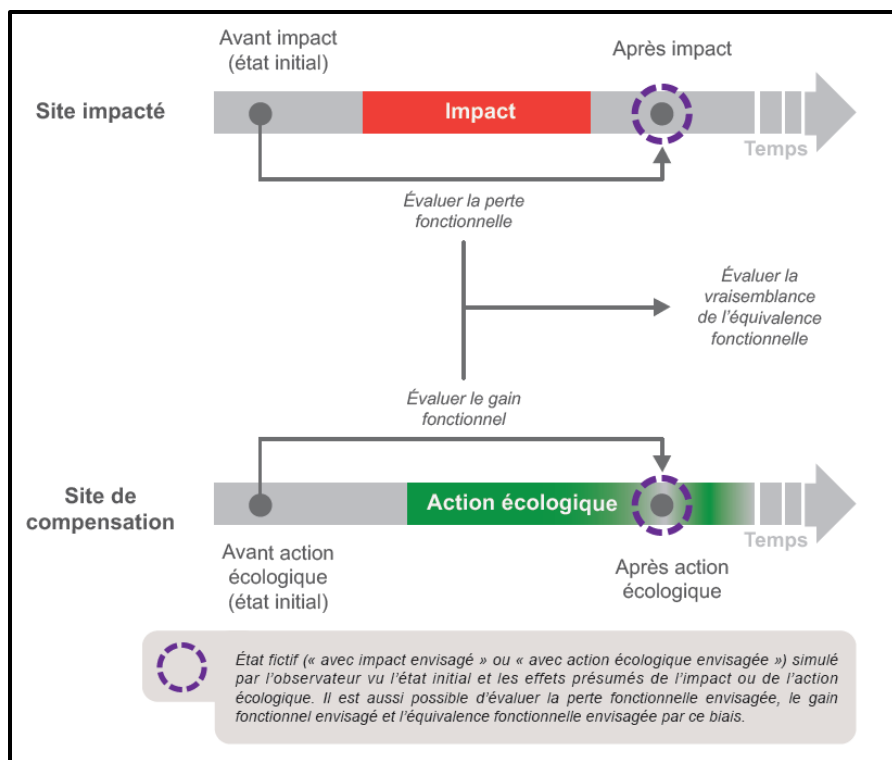 Avant impact
(état initial)
Après impact
Site impacté
Impact
Temps
Évaluer la perte
fonctionnelle
Évaluer la
vraisemblance
de l'équivalence
fonctionnelle
Évaluer le gain
fonctionnel
Site de
compensation
Action écologique
Temps
Avant action
écologique
(état initial)
Après action
écologique
État fictif (« avec impact envisagé » ou « avec action écologique envisagée ») simulé
par l'observateur vu l'état initial et les effets présumés de l'impact ou de l'action
écologique. Il est aussi possible d'évaluer la perte fonctionnelle envisagée, le gain
fonctionnel envisagé et l'équivalence fonctionnelle envisagée par ce biais.